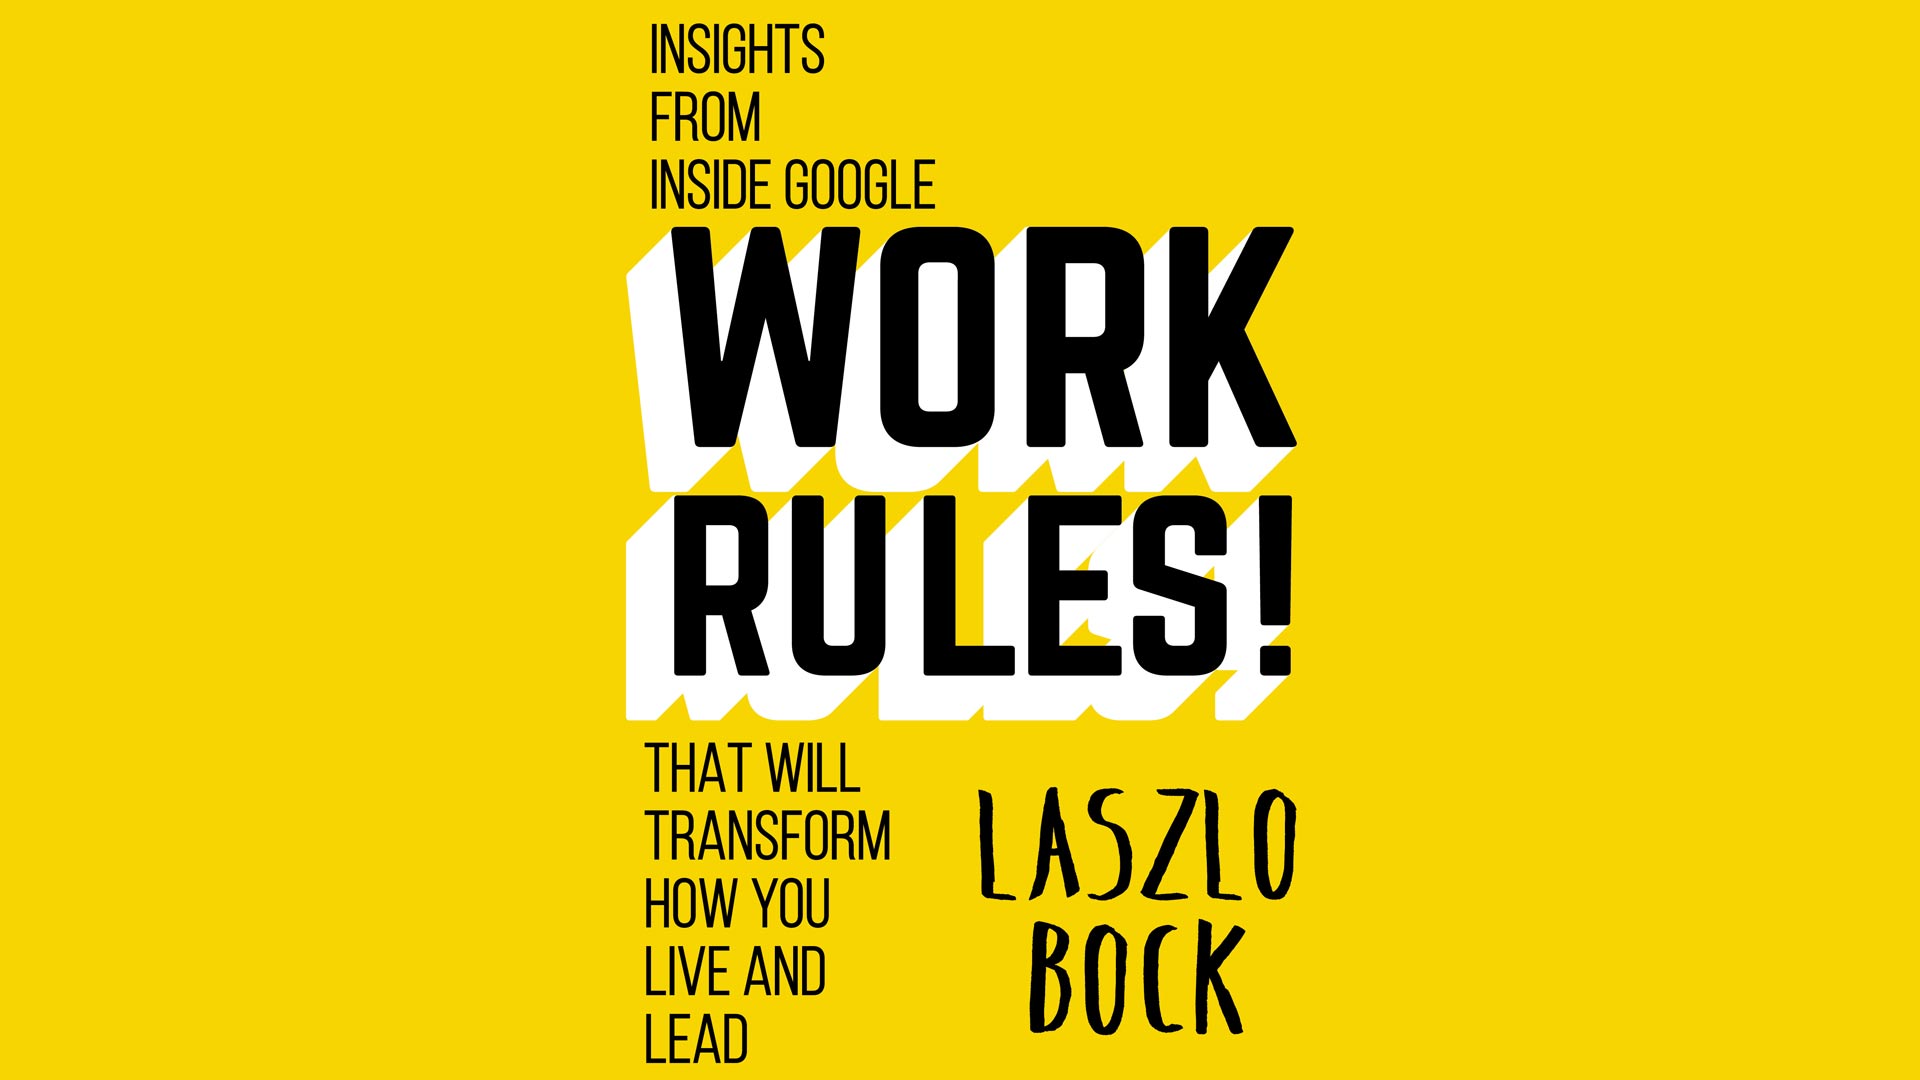 INSIGHTS
FROM
INSIDE GOOGLE
WORK
RULES!
THAT WILL
TRANSFORM
HOW YOU
LIVE AND
LEAD
LASZLO
BOCK